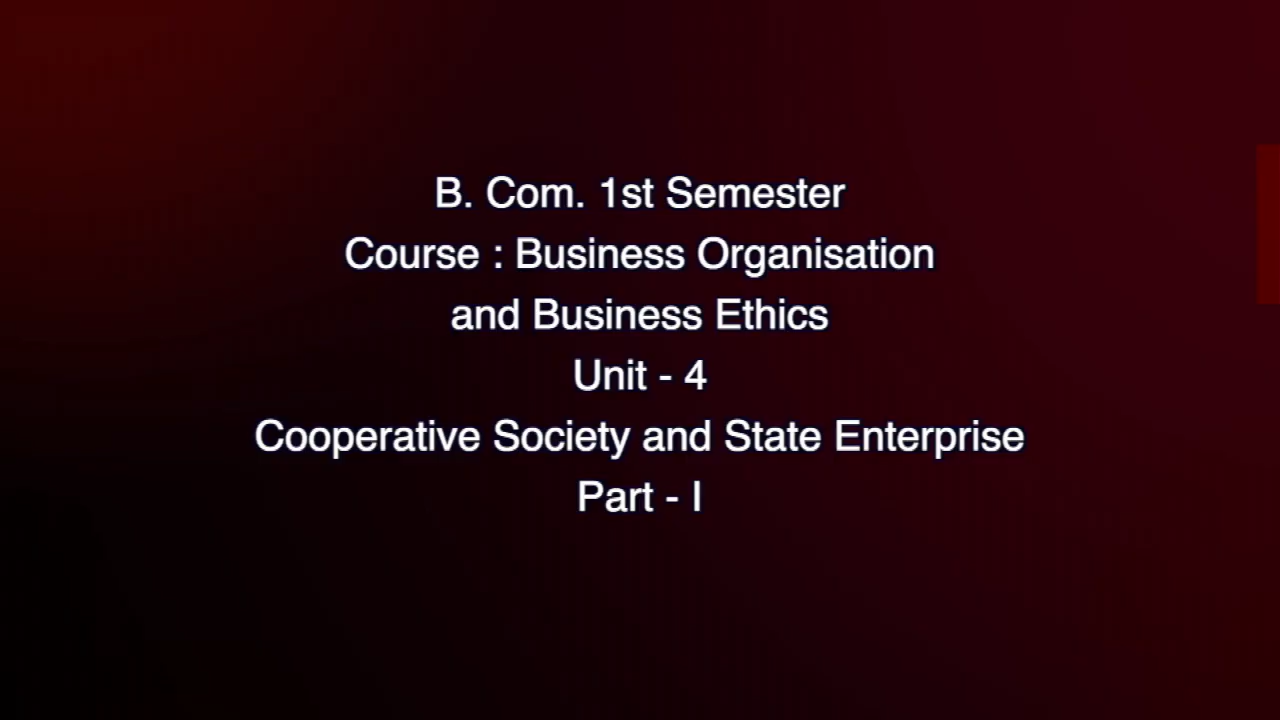 B. Com. 1st Semester
Course : Business Organisation
and Business Ethics
Unit - 4
Cooperative Society and State Enterprise
Part - I